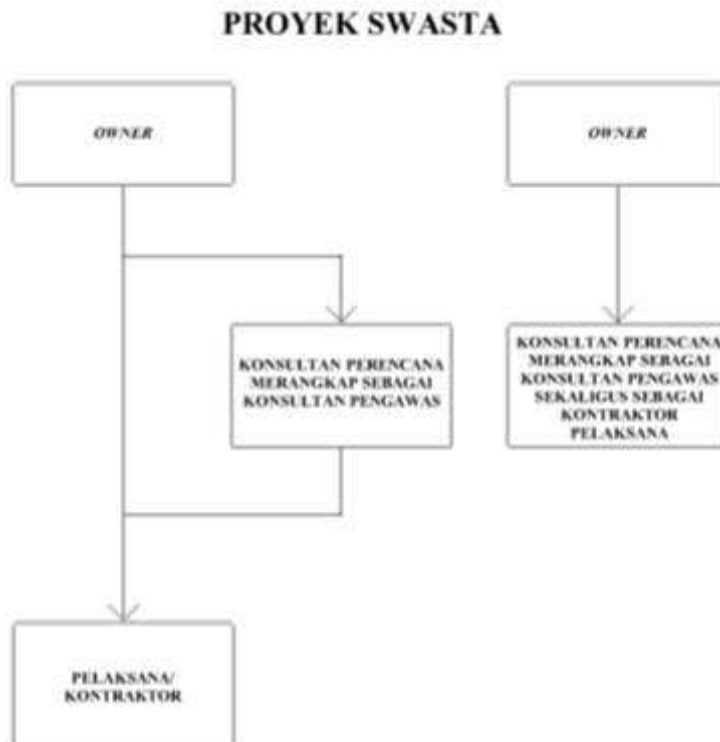 PROYEK SWASTA
OWNER
OWNER
KONSULTAN PERENCANA
MERANGKAP SEBAGAI
KONSULTAN PENGAWAS
KONSULTAN PERENCANA
MERANGKAP SEBAGAI
KONSULTAN PENGAWAS
SEKALIGUS SEBAGAI
KONTRAKTOR
PELAKSANA
PELAKSANA/
KONTRAKTOR